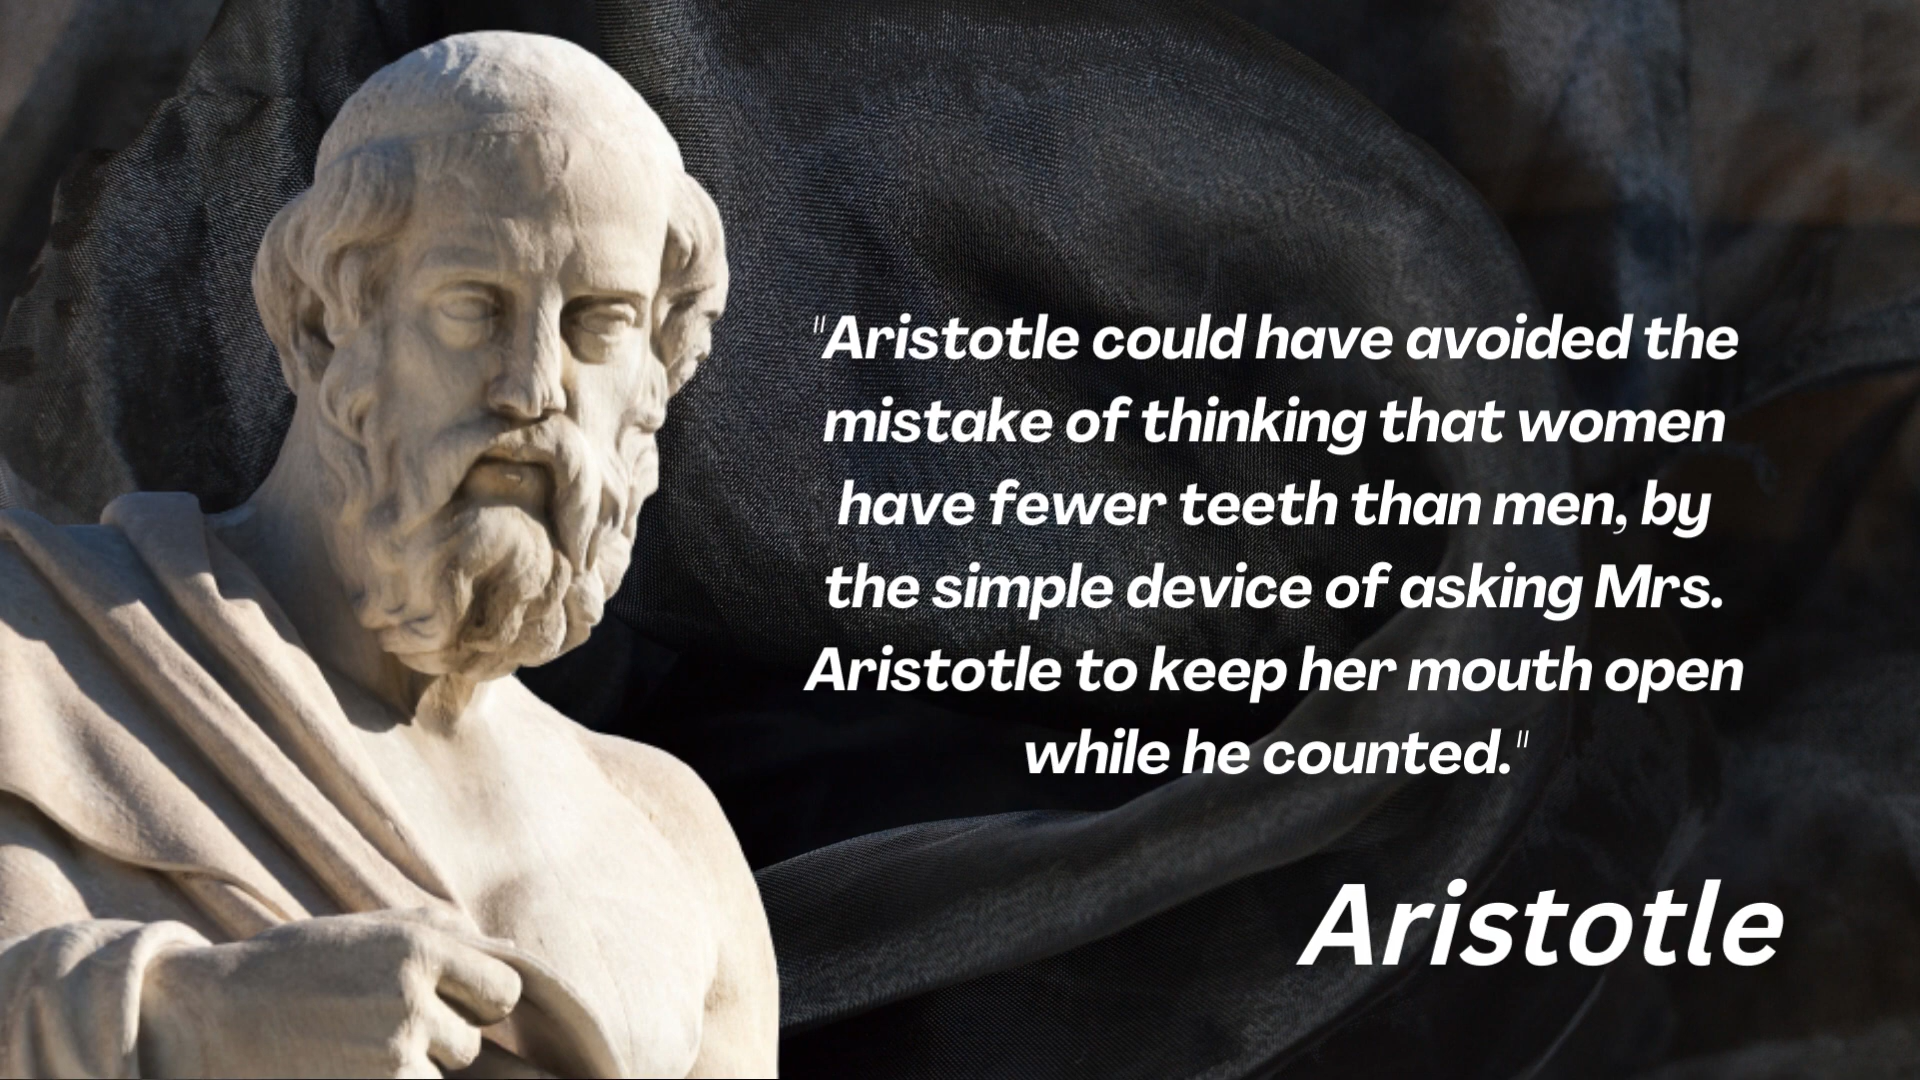 "Aristotle could have avoided the
mistake of thinking that women
have fewer teeth than men, by
the simple device of asking Mrs.
Aristotle to keep her mouth open
while he counted."
Aristotle